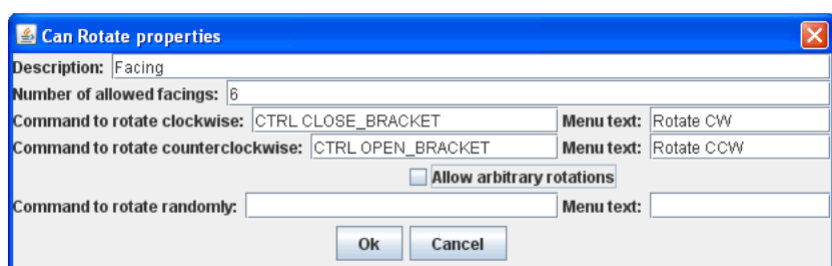 Can Rotate properties
Description: Facing
Number of allowed facings: 6
Command to rotate clockwise: CTRL CLOSE_BRACKET Menu text: Rotate CW
Command to rotate counterclockwise: CTRL OPEN_BRACKET Menu text: Rotate CCW
Allow arbitrary rotations
Command to rotate randomly: Menu text:
Ok Cancel